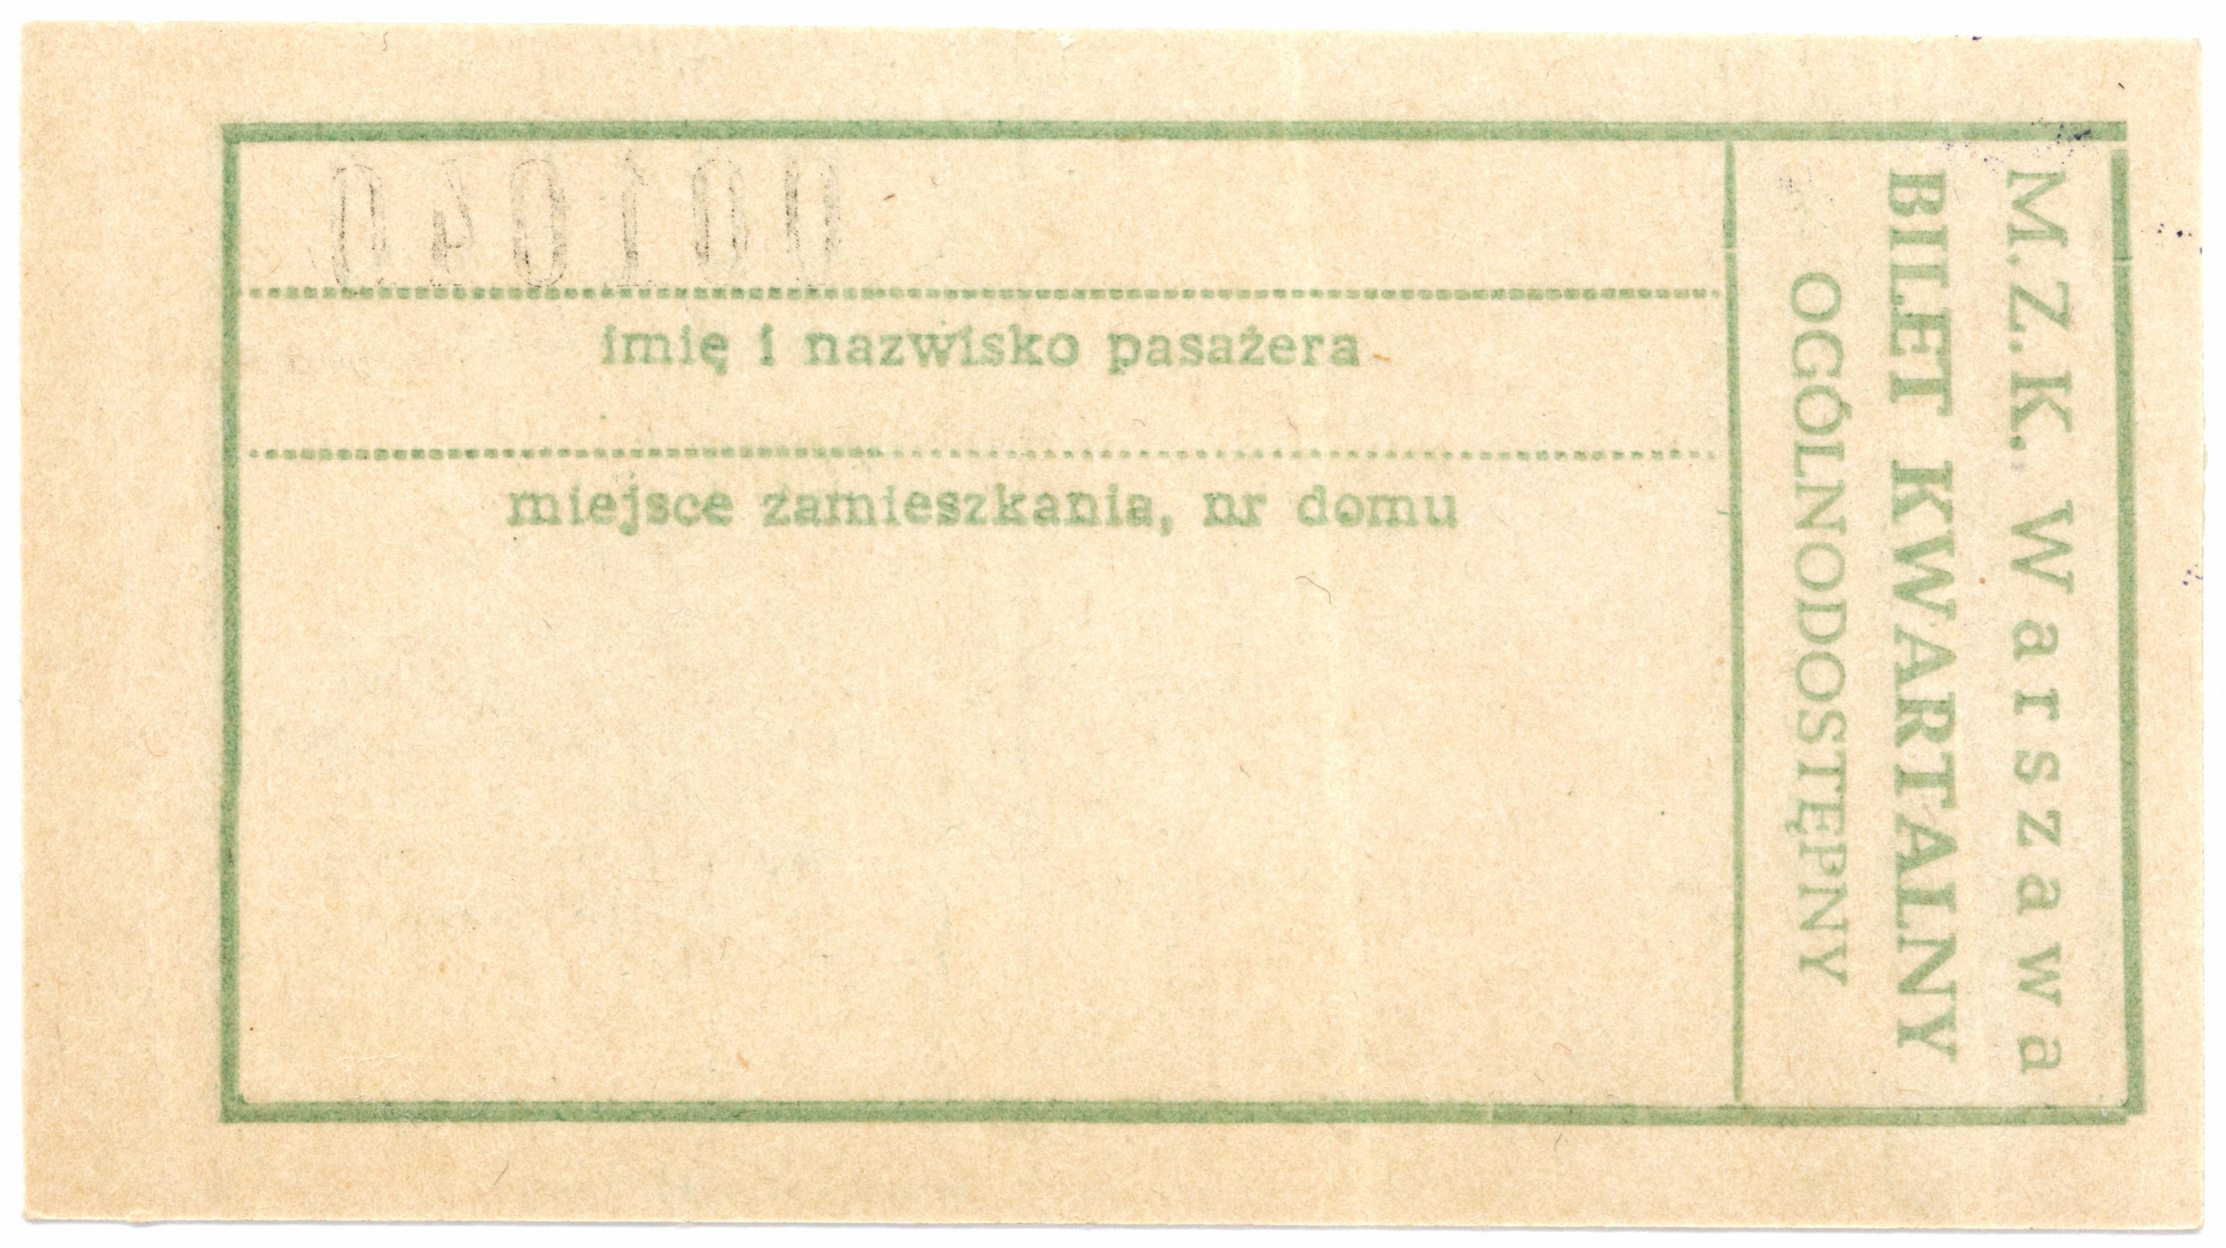 001040
imię i nazwisko pasażera
miejsce zamieszkania, nr domu
M.Z.K. Warszawa
BILET KWARTALNY
OGÓLNODOSTĘPNY